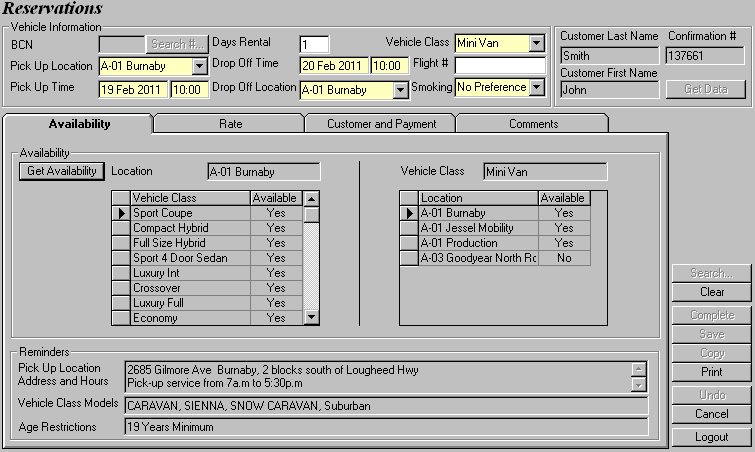 Reservations
Vehicle Information
BCN Search #... Days Rental 1 Vehicle Class Mini Van
Pick Up Location A-01 Burnaby Drop Off Time 20 Feb 2011 10:00 Flight #
Pick Up Time 19 Feb 2011 10:00 Drop Off Location A-01 Burnaby Smoking No Preference
Customer Last Name Confirmation #
Smith 137661
Customer First Name
John Get Data
Availability Rate Customer and Payment Comments
Availability
Get Availability Location A-01 Burnaby Vehicle Class Mini Van
Vehicle Class Available
Sport Coupe Yes
Compact Hybrid Yes
Full Size Hybrid Yes
Sport 4 Door Sedan Yes
Luxury Int Yes
Crossover Yes
Luxury Full Yes
Economy Yes
Location Available
A-01 Burnaby Yes
A-01 Jessel Mobility Yes
A-01 Production Yes
A-03 Goodyear North Rc No
Reminders
Pick Up Location Address and Hours
2685 Gilmore Ave Burnaby, 2 blocks south of Lougheed Hwy
Pick-up service from 7a.m to 5:30p.m
Vehicle Class Models CARAVAN, SIENNA, SNOW CARAVAN, Suburban
Age Restrictions 19 Years Minimum
Search...
Clear
Complete
Save
Copy
Print
Undo
Cancel
Logout